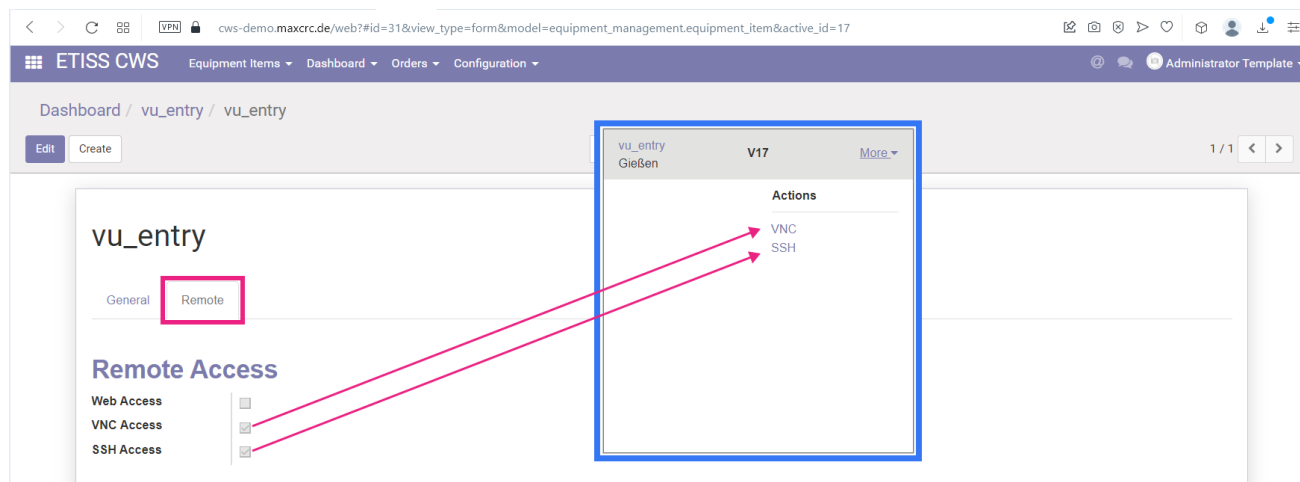 VPN cws-demo.maxcrc.de/web?#id=31&view_type=form&model=equipment_management.equipment_item&active_id=17
ETISS CWS Equipment Items Dashboard Orders Configuration @ Administrator Template
Dashboard / vu_entry / vu_entry
Edit Create 1 / 1
vu_entry
Gießen V17 More
Actions
VNC
SSH
vu_entry
General Remote
Remote Access
Web Access
VNC Access
SSH Access